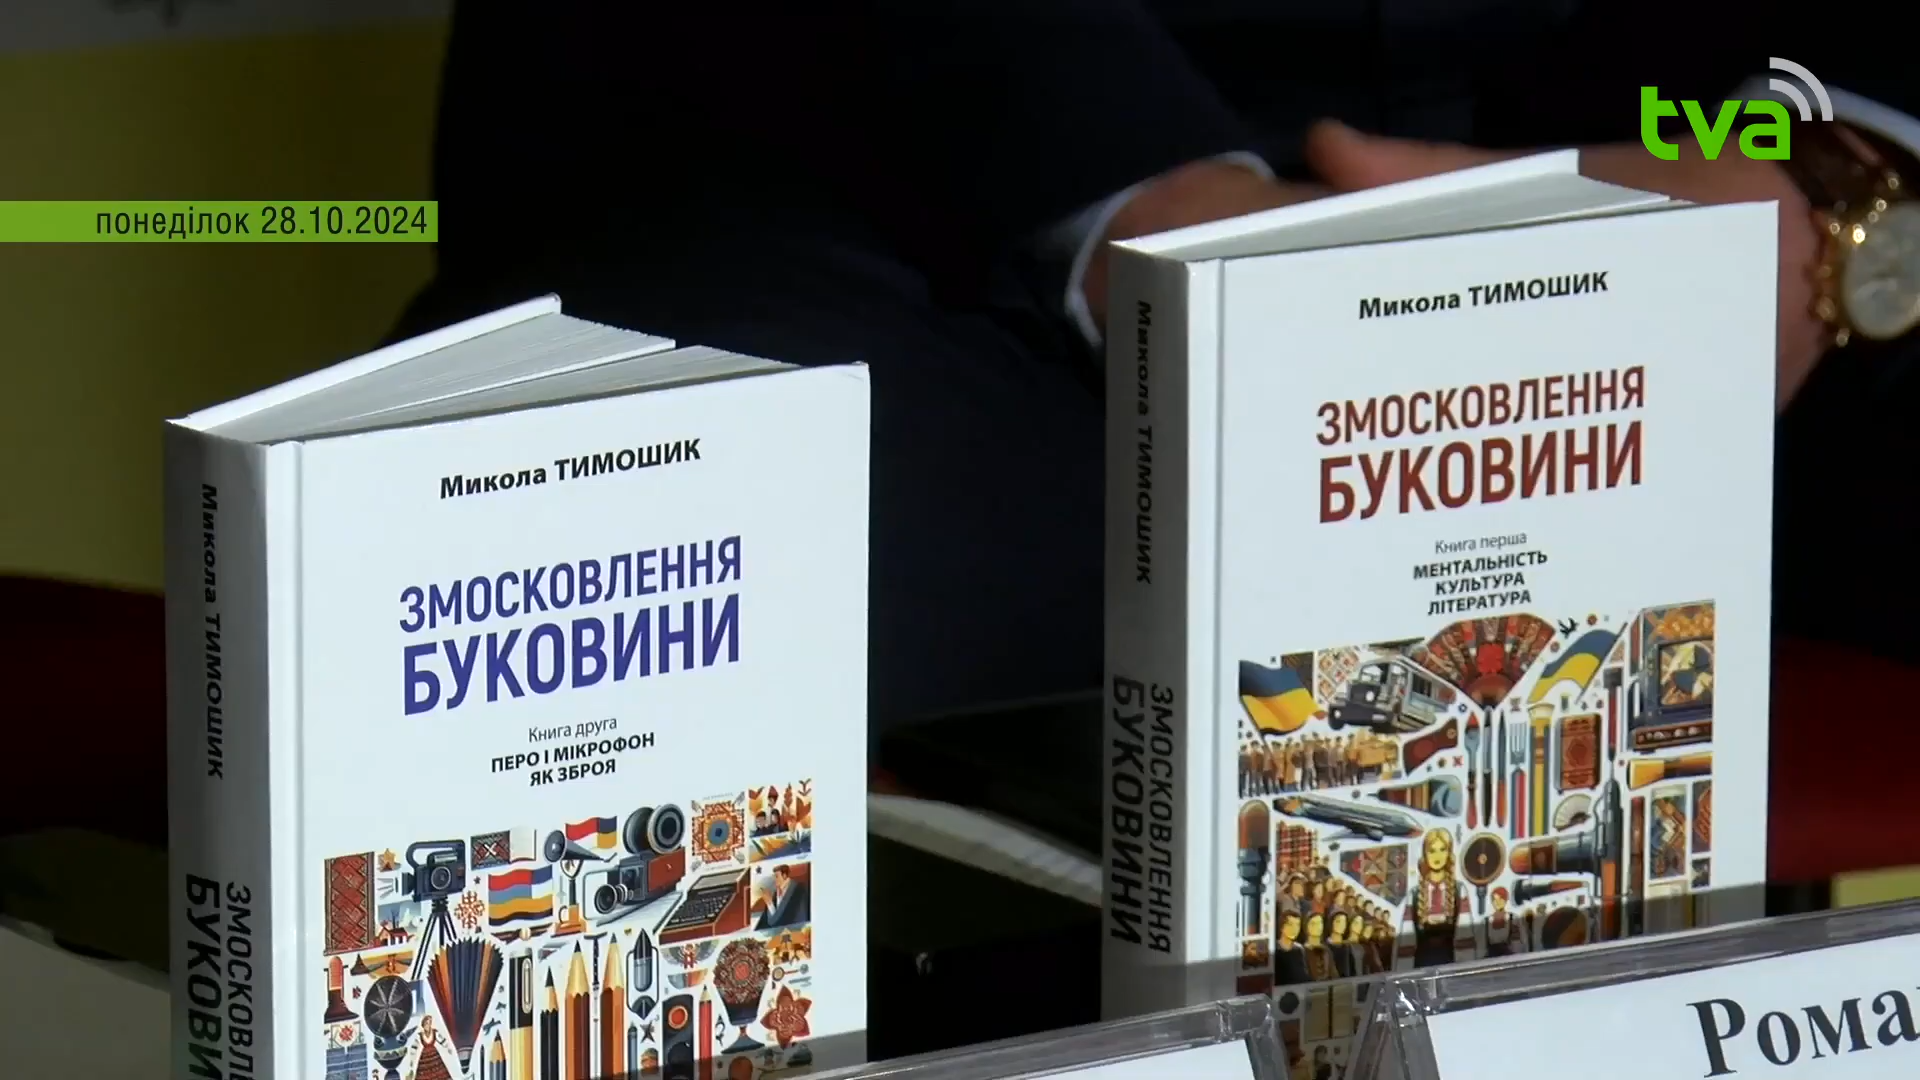 tva
понеділок 28.10.2024
Микола ТИМОШИК
ЗМОСКОВЛЕННЯ
БУКОВИНИ
Книга друга
ПЕРО І МІКРОФОН
ЯК ЗБРОЯ
Микола ТИМОШИК
ЗМОСКОВЛЕННЯ
Микола ТИМОШИК
ЗМОСКОВЛЕННЯ
БУКОВИНИ
Книга перша
МЕНТАЛЬНІСТЬ
КУЛЬТУРА
ЛІТЕРАТУРА
Микола ТИМОШИК
ЗМОСКОВЛЕННЯ
БУКОВИНИ